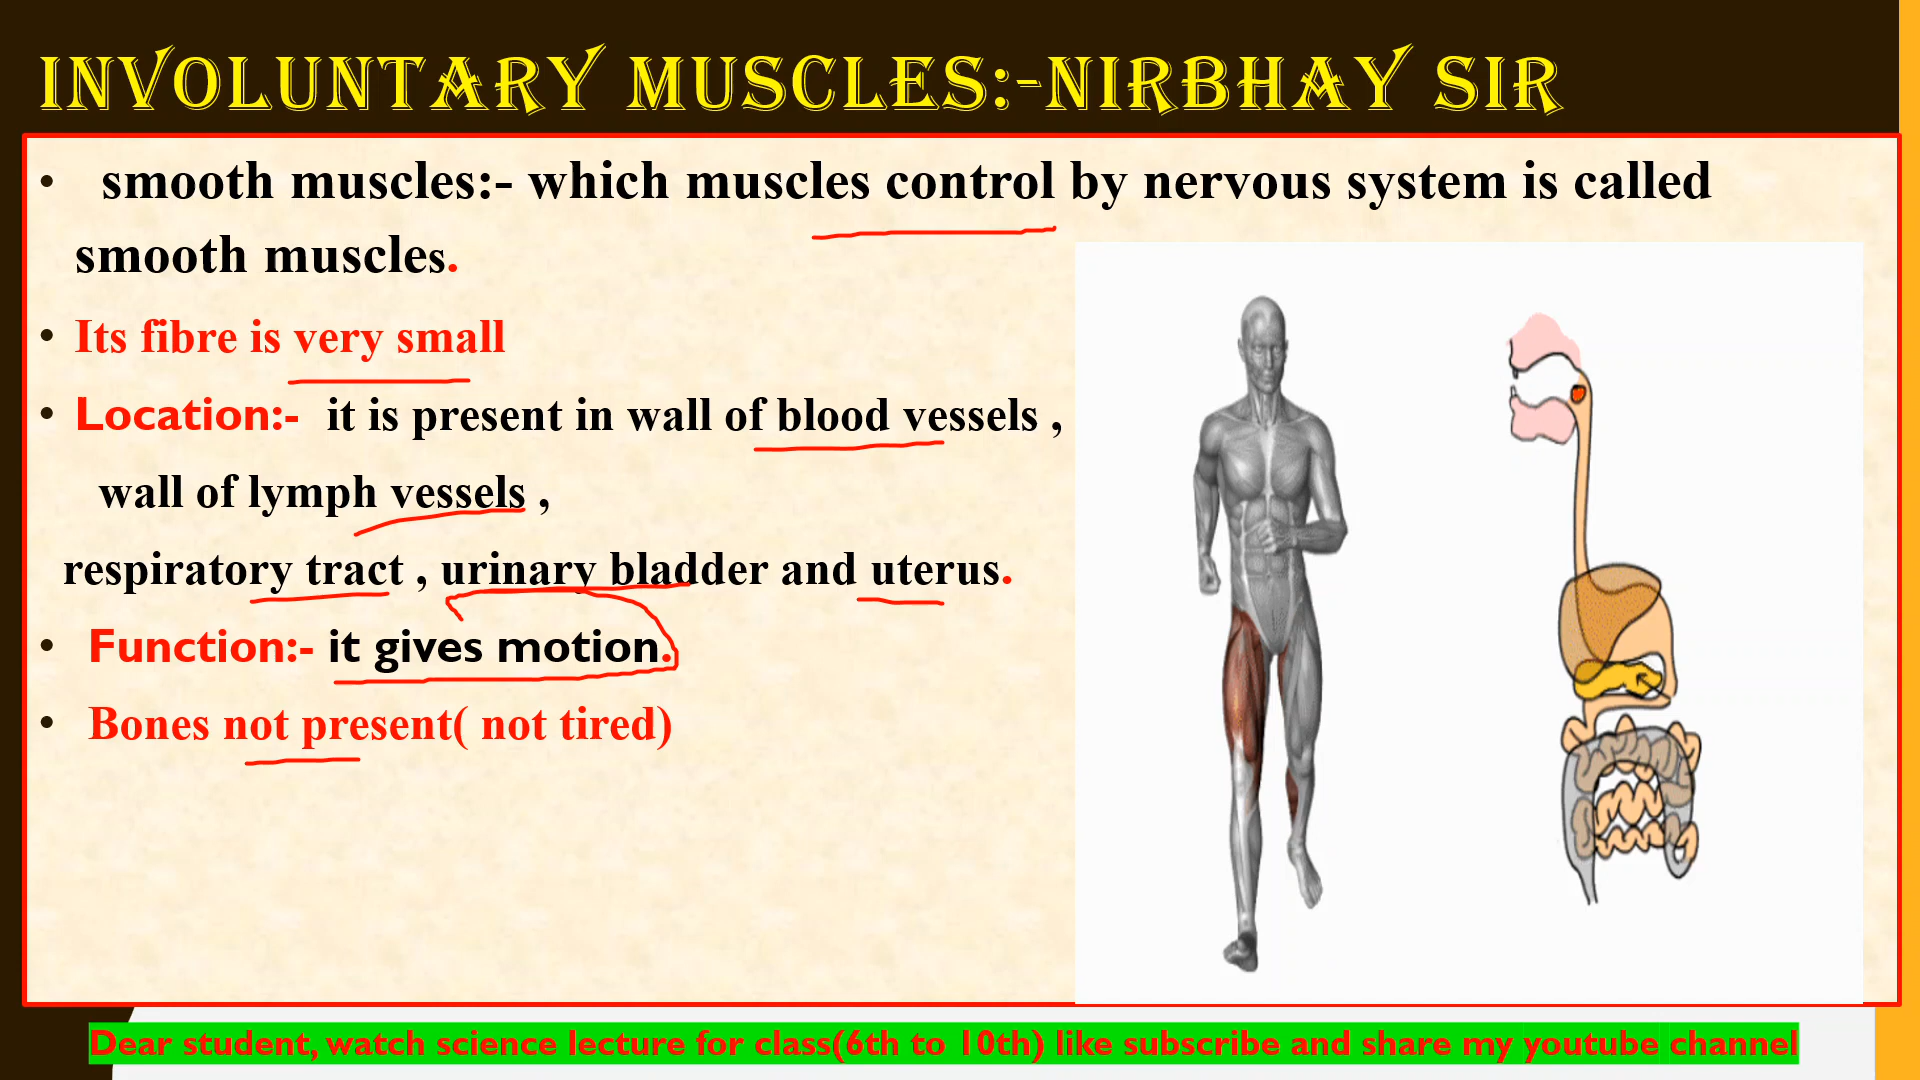 INVOLUNTARY MUSCLES:-NIRBHAY SIR
• smooth muscles:- which muscles control by nervous system is called
smooth muscles.
• Its fibre is very small
• Location:- it is present in wall of blood vessels ,
wall of lymph vessels ,
respiratory tract , urinary bladder and uterus.
• Function:- it gives motion.
• Bones not present( not tired)
Dear student, watch science lecture for class(6th to 10th) like subscribe and share my youtube channel